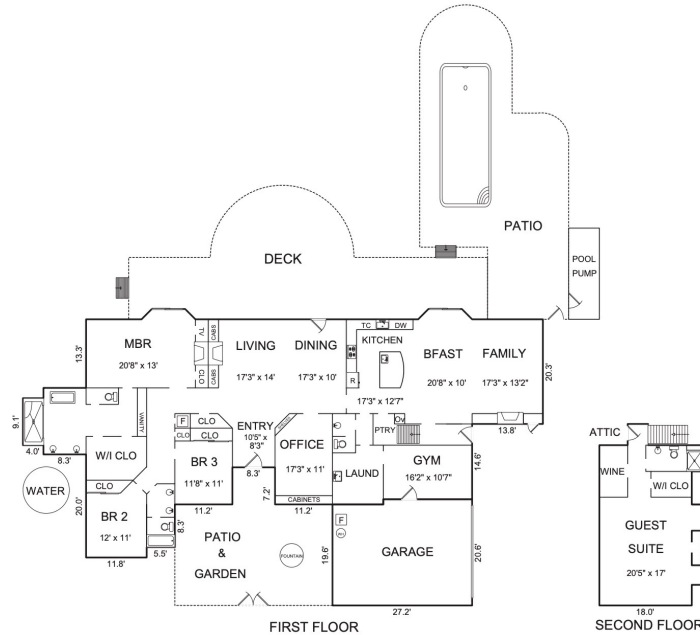 PATIO
POOL
PUMP
DECK
TC
DW
KITCHEN
MBR
20'8" x 13'
13.3'
TV
CABS
CLO
CABS
LIVING
17'3" x 14'
DINING
17'3" x 10'
R
BFAST
20'8" x 10'
FAMILY
17'3" x 13'2"
20.3'
17'3" x 12'7"
13.8'
9.1'
4.0'
8.3'
VANITY
W/I CLO
CLO
F
CLO
CLO
CLO
ENTRY
10'5" x
8'3"
8.3'
OFFICE
17'3" x 11'
CABINETS
PTRY
Ov
LAUND
GYM
16'2" x 10'7"
14.6'
WATER
20.0'
BR 2
12' x 11'
11.8'
5.5'
8.3'
BR 3
11'8" x 11'
11.2'
7.2'
11.2'
PATIO
&
GARDEN
FOUNTAIN
19.6'
F
GARAGE
20.6'
27.2'
FIRST FLOOR
ATTIC
WINE
W/I CLO
GUEST
SUITE
20'5" x 17'
18.0'
SECOND FLOOR